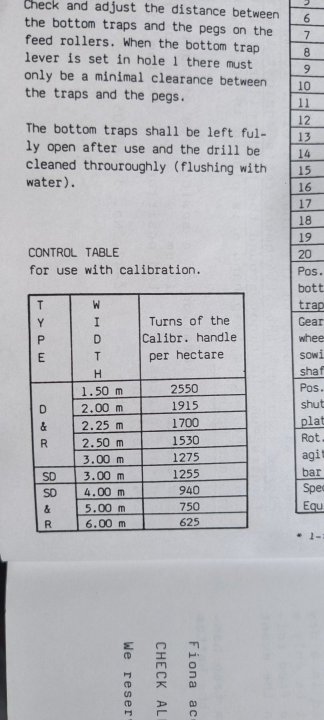 Check and adjust the distance between
the bottom traps and the pegs on the
feed rollers. When the bottom trap
lever is set in hole 1 there must
only be a minimal clearance between
the traps and the pegs.
The bottom traps shall be left ful-
ly open after use and the drill be
cleaned throuroughly (flushing with
water).
CONTROL TABLE
for use with calibration.
TYPE WIDTH Turns of the Calibr. handle per hectare
D & R 1.50 m 2550
2.00 m 1915
2.25 m 1700
2.50 m 1530
3.00 m 1275
SD 3.00 m 1255
SD & R 4.00 m 940
5.00 m 750
6.00 m 625
5
6
7
8
9
10
11
12
13
14
15
16
17
18
19
20
Pos.
bott
trap
Gear
whee
sowi
shaf
Pos.
shut
plat
Rot.
agit
bar
Spee
Equ
* 1-
Fiona ac
CHECK AL
We reser